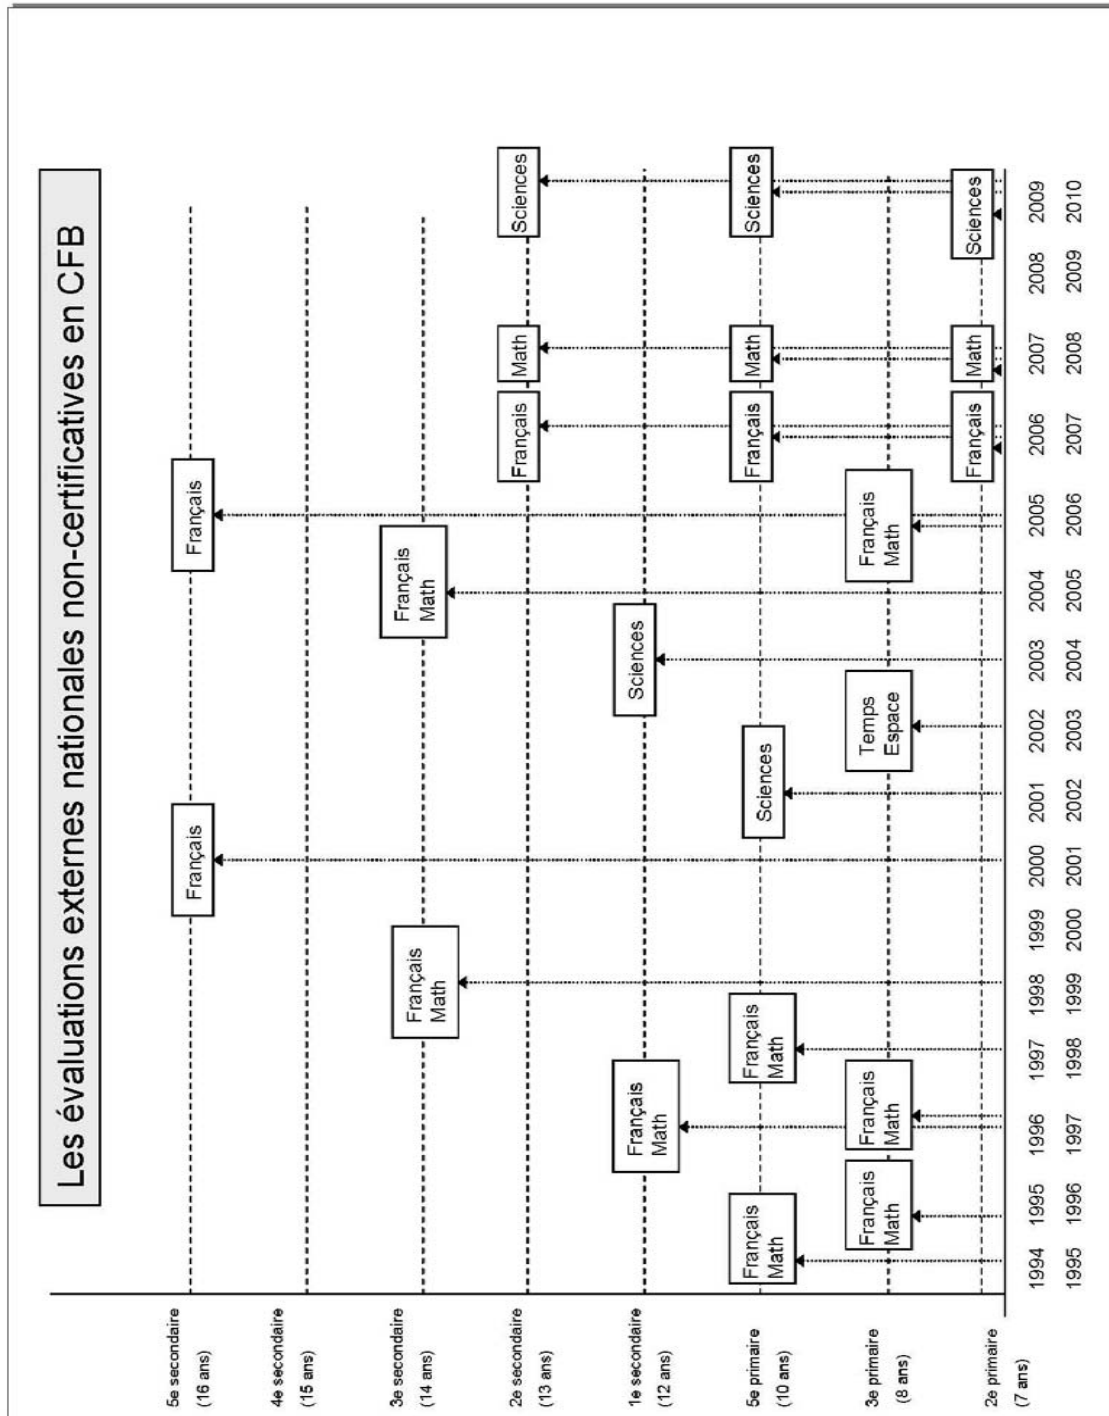 Les évaluations externes nationales non-certificatives en CFB
5e secondaire
(16 ans)
Français
Français
4e secondaire
(15 ans)
3e secondaire
(14 ans)
Français
Math
Français
Math
2e secondaire
(13 ans)
Français
Math
Sciences
1e secondaire
(12 ans)
Français
Math
Sciences
5e primaire
(10 ans)
Français
Math
Français
Math
Sciences
Français
Math
Sciences
3e primaire
(8 ans)
Français
Math
Français
Math
Temps
Espace
Français
Math
2e primaire
(7 ans)
Français
Math
Sciences
1994 1995 1996 1997 1998 1999 2000 2001 2002 2003 2004 2005 2006 2007 2008 2009
1995 1996 1997 1998 1999 2000 2001 2002 2003 2004 2005 2006 2007 2008 2009 2010